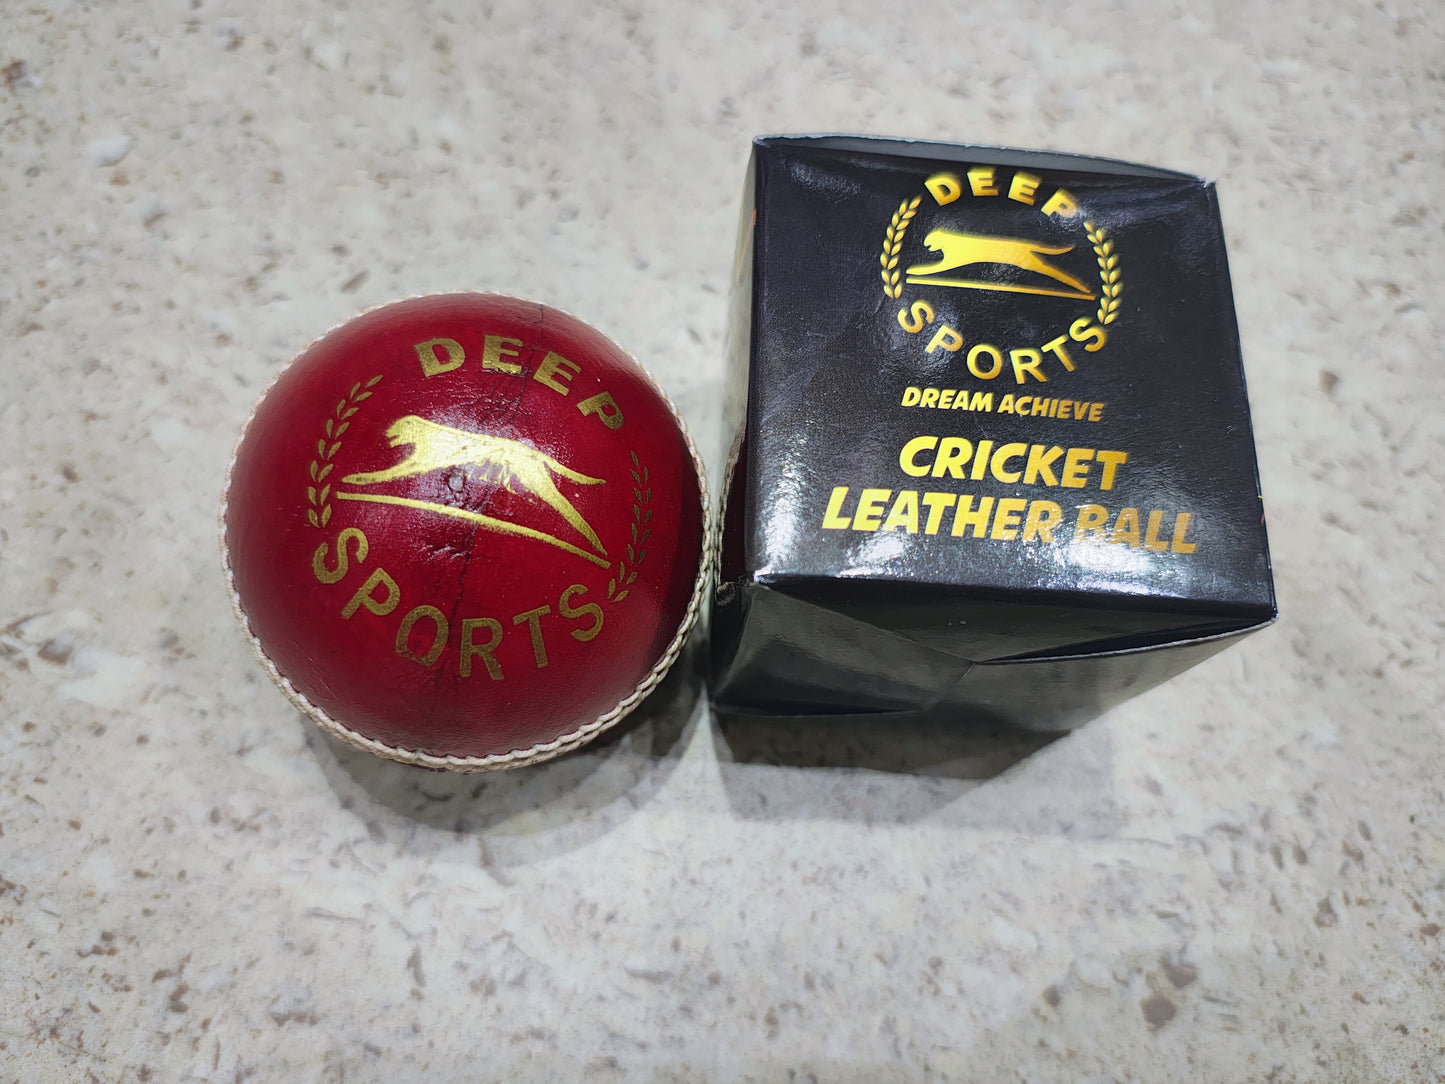 DEEP
SPORTS
DEEP
SPORTS
DREAM ACHIEVE
CRICKET
LEATHER BALL